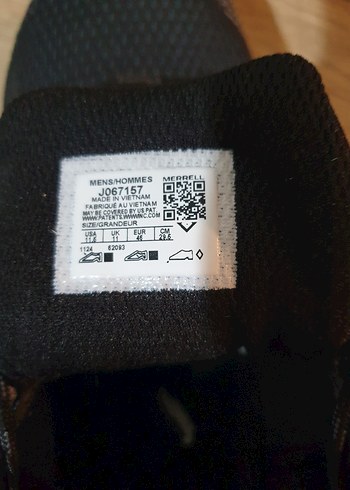 MENS/HOMMES MERRELL
J067157
MADE IN VIETNAM
FABRIQUÉ AU VIETNAM
MAY BE COVERED BY US PAT.
WWW.PATENTS.WWWINC.COM
SIZE/GRANDEUR
USA UK EUR CM
11.5 11 46 29.5
1124 62093